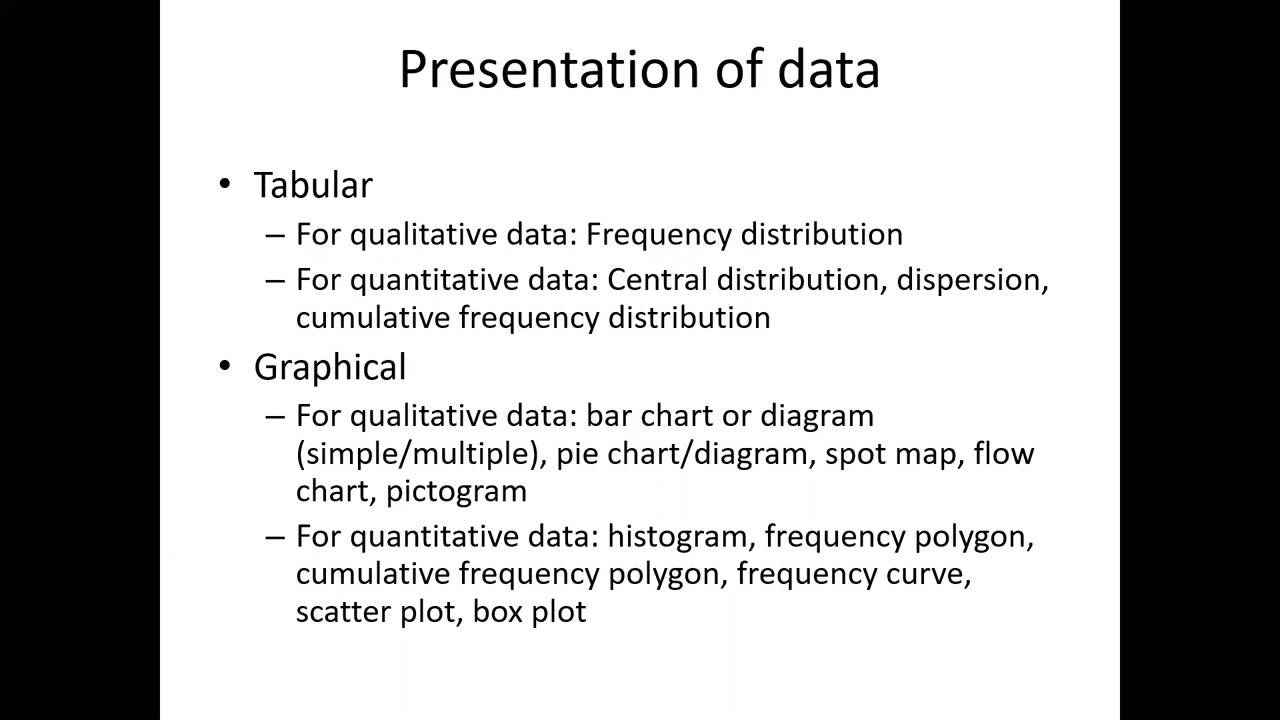 Presentation of data
• Tabular
– For qualitative data: Frequency distribution
– For quantitative data: Central distribution, dispersion,
cumulative frequency distribution
• Graphical
– For qualitative data: bar chart or diagram
(simple/multiple), pie chart/diagram, spot map, flow
chart, pictogram
– For quantitative data: histogram, frequency polygon,
cumulative frequency polygon, frequency curve,
scatter plot, box plot